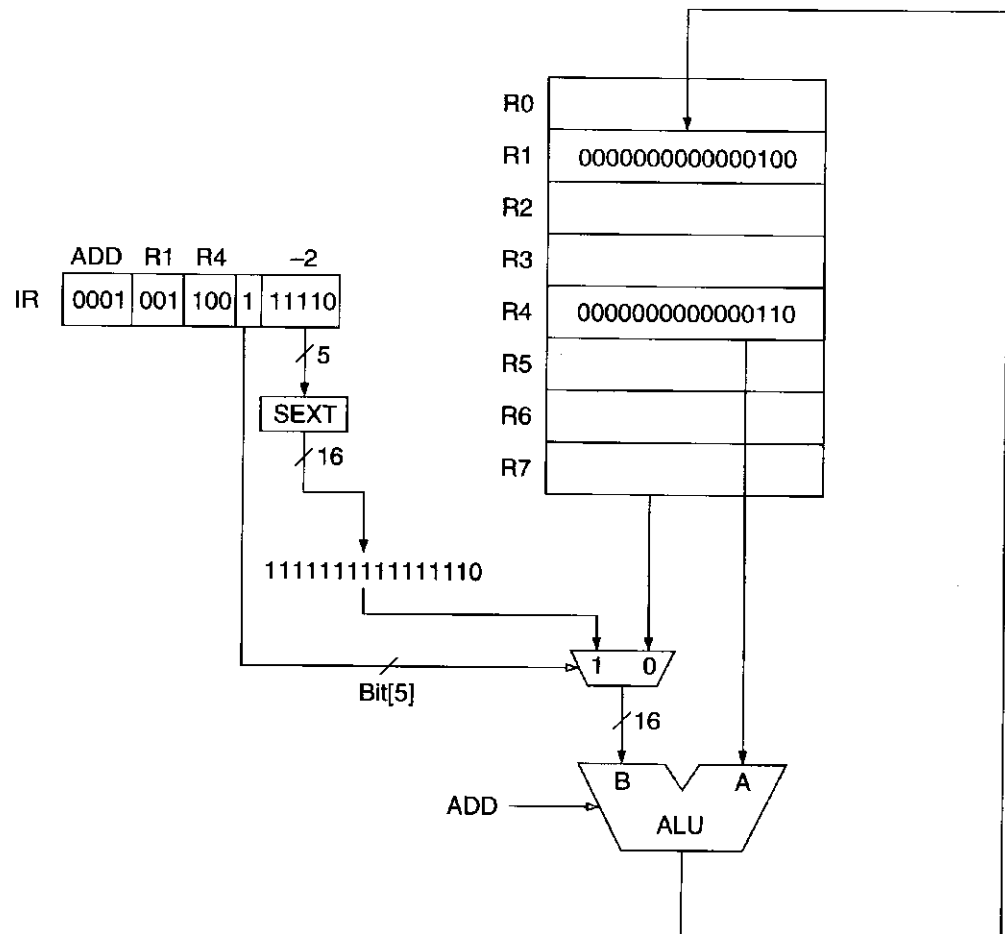 R0
R1 0000000000000100
R2
R3
ADD R1 R4 –2
IR 0001 001 100 1 11110
R4 0000000000000110
5
R5
SEXT
R6
16
R7
1111111111111110
1 0
Bit[5]
16
B A
ADD
ALU